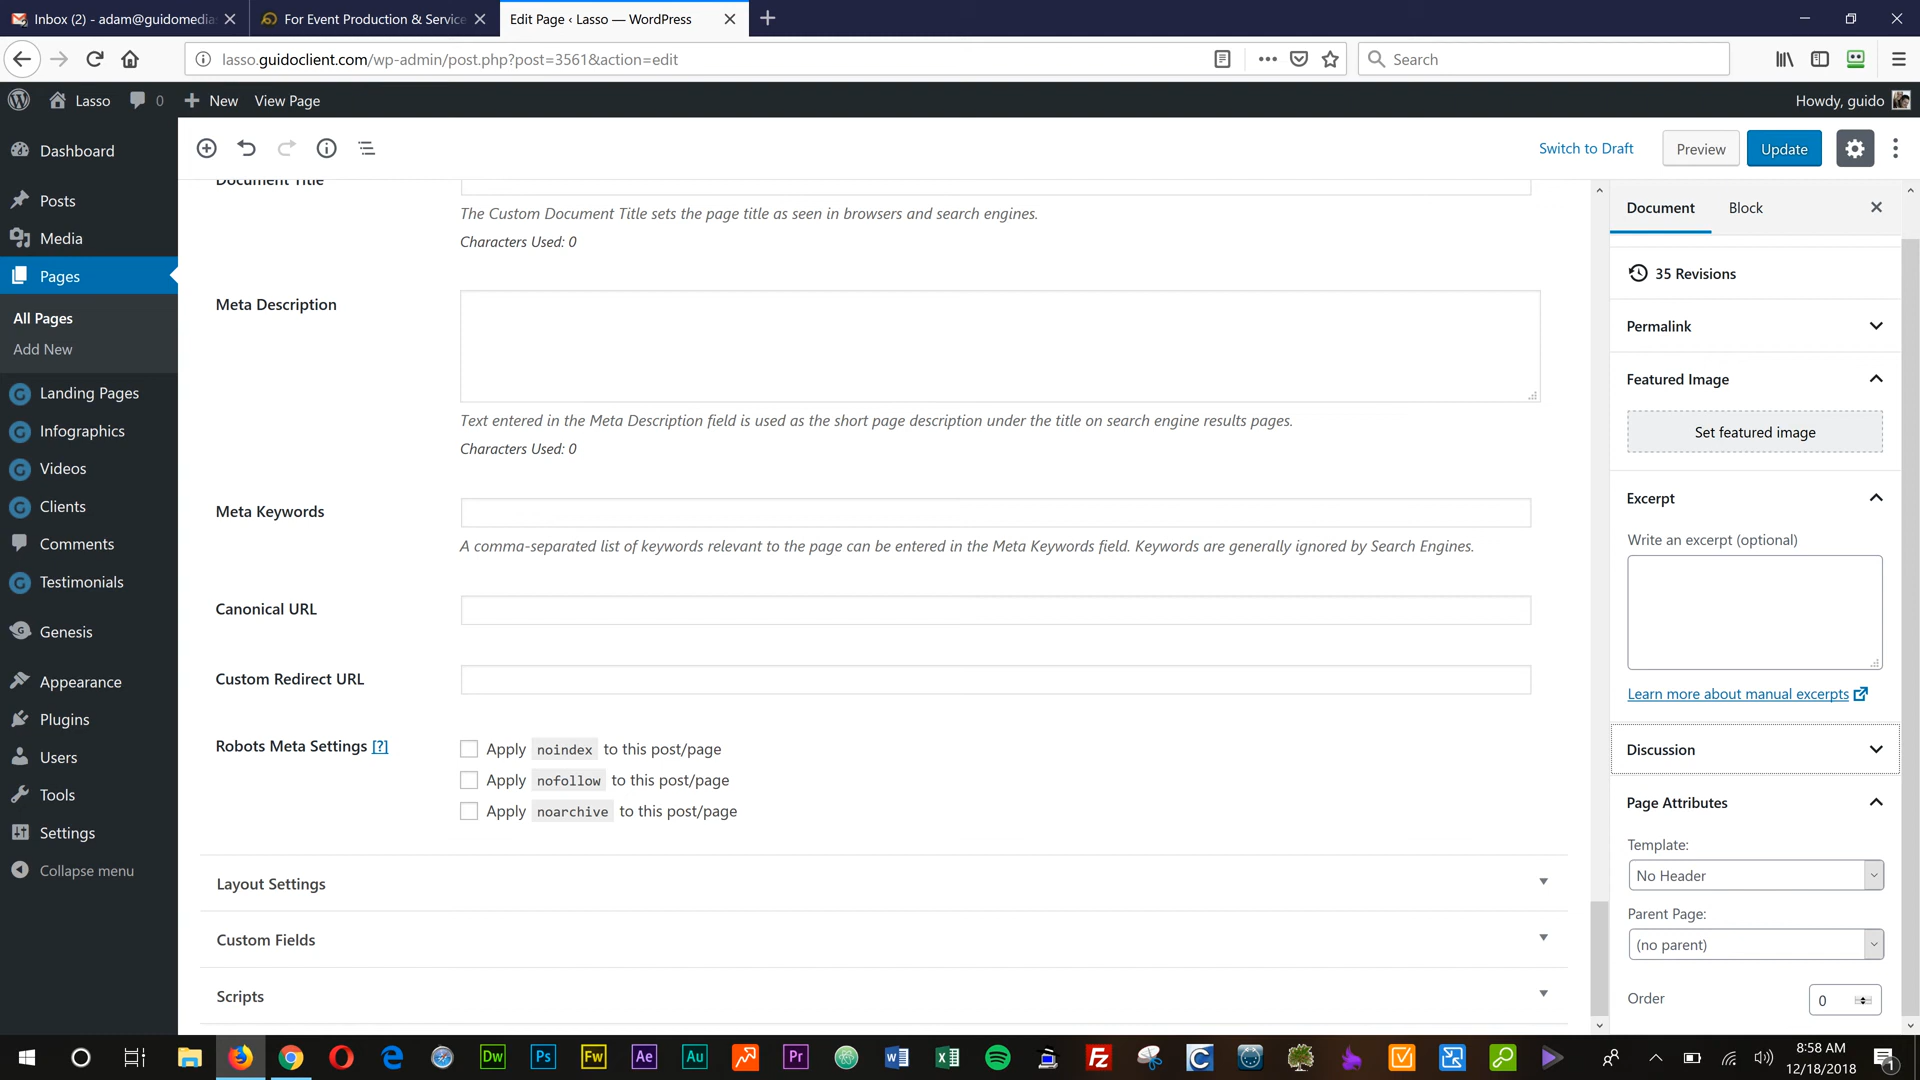 Inbox (2) - adam@guidomedia
For Event Production & Service
Edit Page ‹ Lasso — WordPress
lasso.guidoclient.com/wp-admin/post.php?post=3561&action=edit
Search
Lasso
0
New
View Page
Howdy, guido
Dashboard
Posts
Media
Pages
All Pages
Add New
Landing Pages
Infographics
Videos
Clients
Comments
Testimonials
Genesis
Appearance
Plugins
Users
Tools
Settings
Collapse menu
Switch to Draft
Preview
Update
Document Title
The Custom Document Title sets the page title as seen in browsers and search engines.
Characters Used: 0
Meta Description
Text entered in the Meta Description field is used as the short page description under the title on search engine results pages.
Characters Used: 0
Meta Keywords
A comma-separated list of keywords relevant to the page can be entered in the Meta Keywords field. Keywords are generally ignored by Search Engines.
Canonical URL
Custom Redirect URL
Robots Meta Settings [?]
Apply noindex to this post/page
Apply nofollow to this post/page
Apply noarchive to this post/page
Layout Settings
Custom Fields
Scripts
Document
Block
35 Revisions
Permalink
Featured Image
Set featured image
Excerpt
Write an excerpt (optional)
Learn more about manual excerpts
Discussion
Page Attributes
Template:
No Header
Parent Page:
(no parent)
Order
0
Dw
Ps
Fw
Ae
Au
Pr
8:58 AM
12/18/2018
1